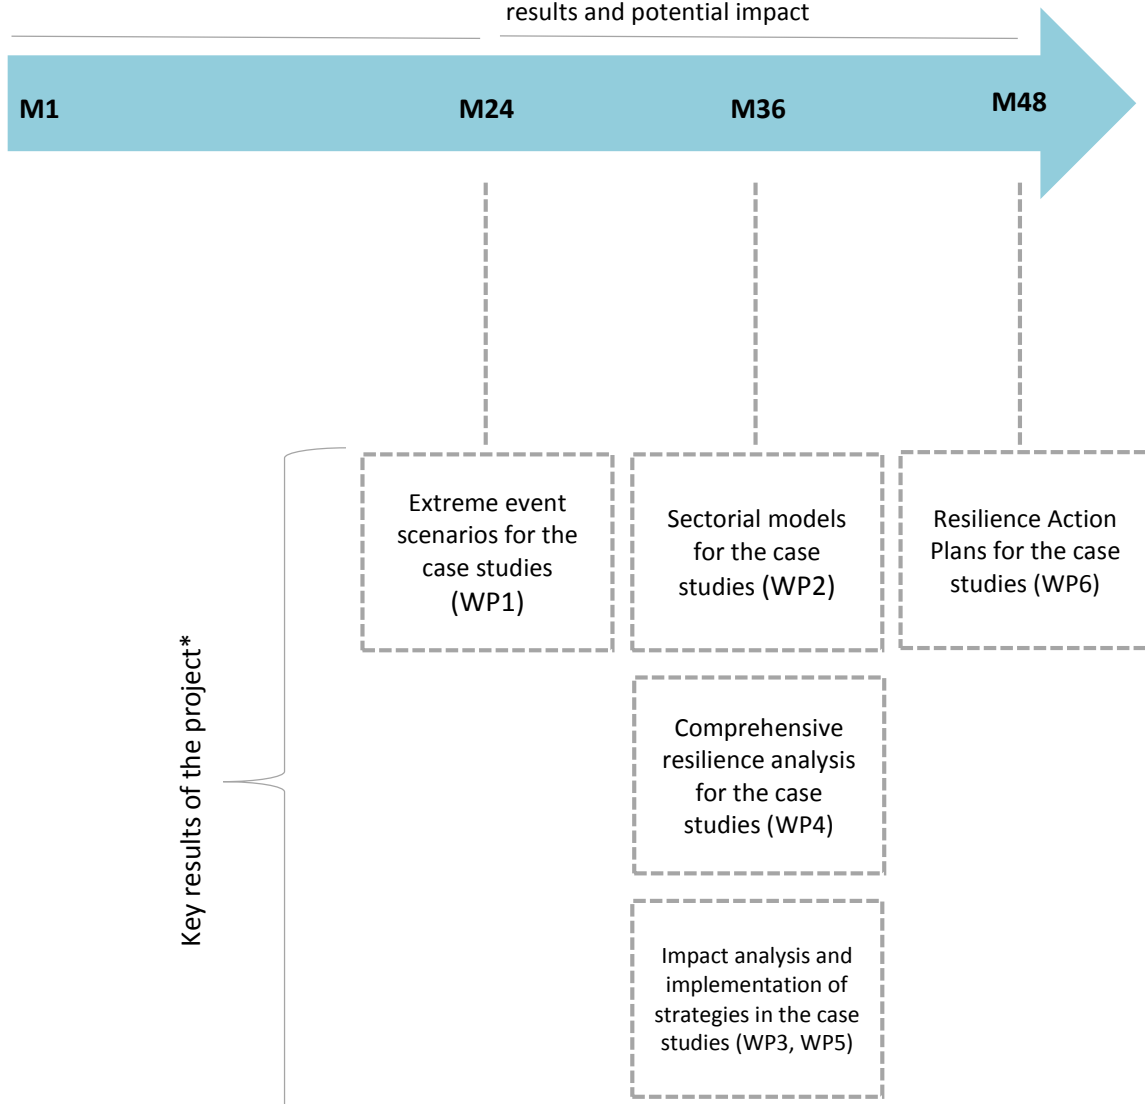 results and potential impact
M1
M24
M36
M48
Extreme event
scenarios for the
case studies
(WP1)
Sectorial models
for the case
studies (WP2)
Resilience Action
Plans for the case
studies (WP6)
Key results of the project*
Comprehensive
resilience analysis
for the case
studies (WP4)
Impact analysis and
implementation of
strategies in the case
studies (WP3, WP5)